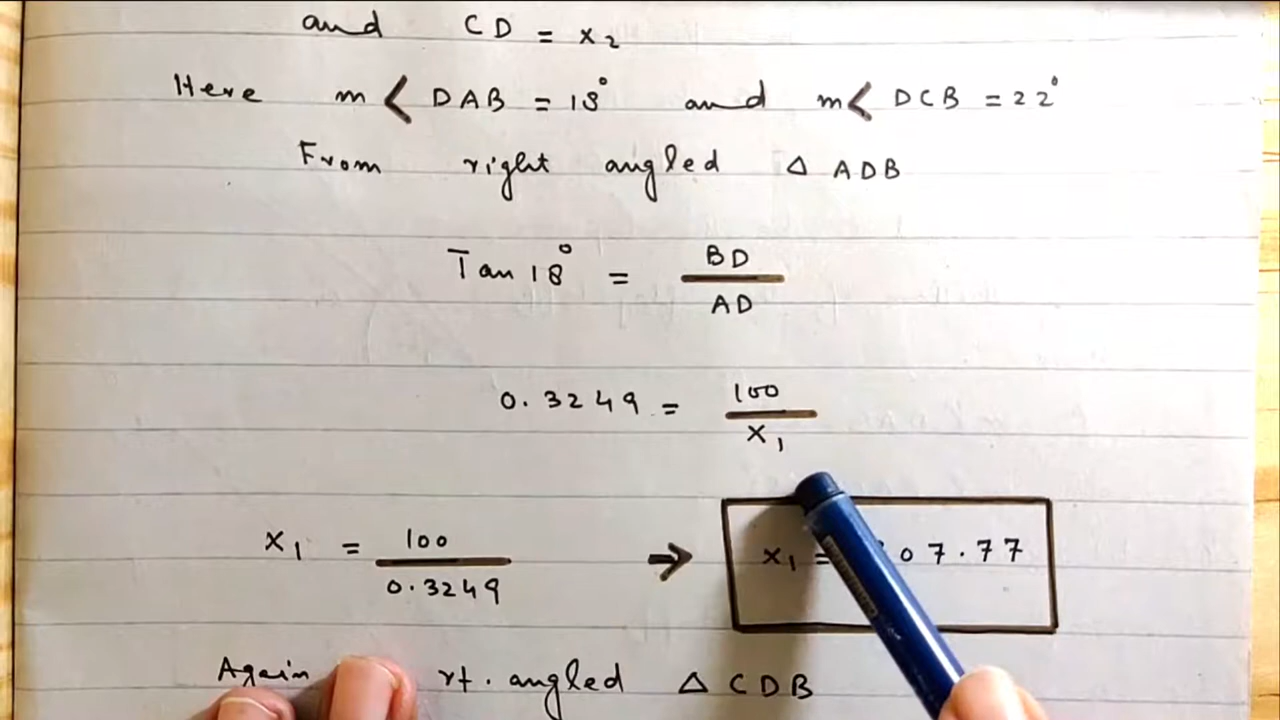 and CD = x₂
Here m< DAB = 18° and m< DCB = 22°
From right angled △ ADB
Tan 18° = BD / AD
0.3249 = 100 / x₁
x₁ = 100 / 0.3249 → x₁ = 07.77
Again rt. angled △ CDB